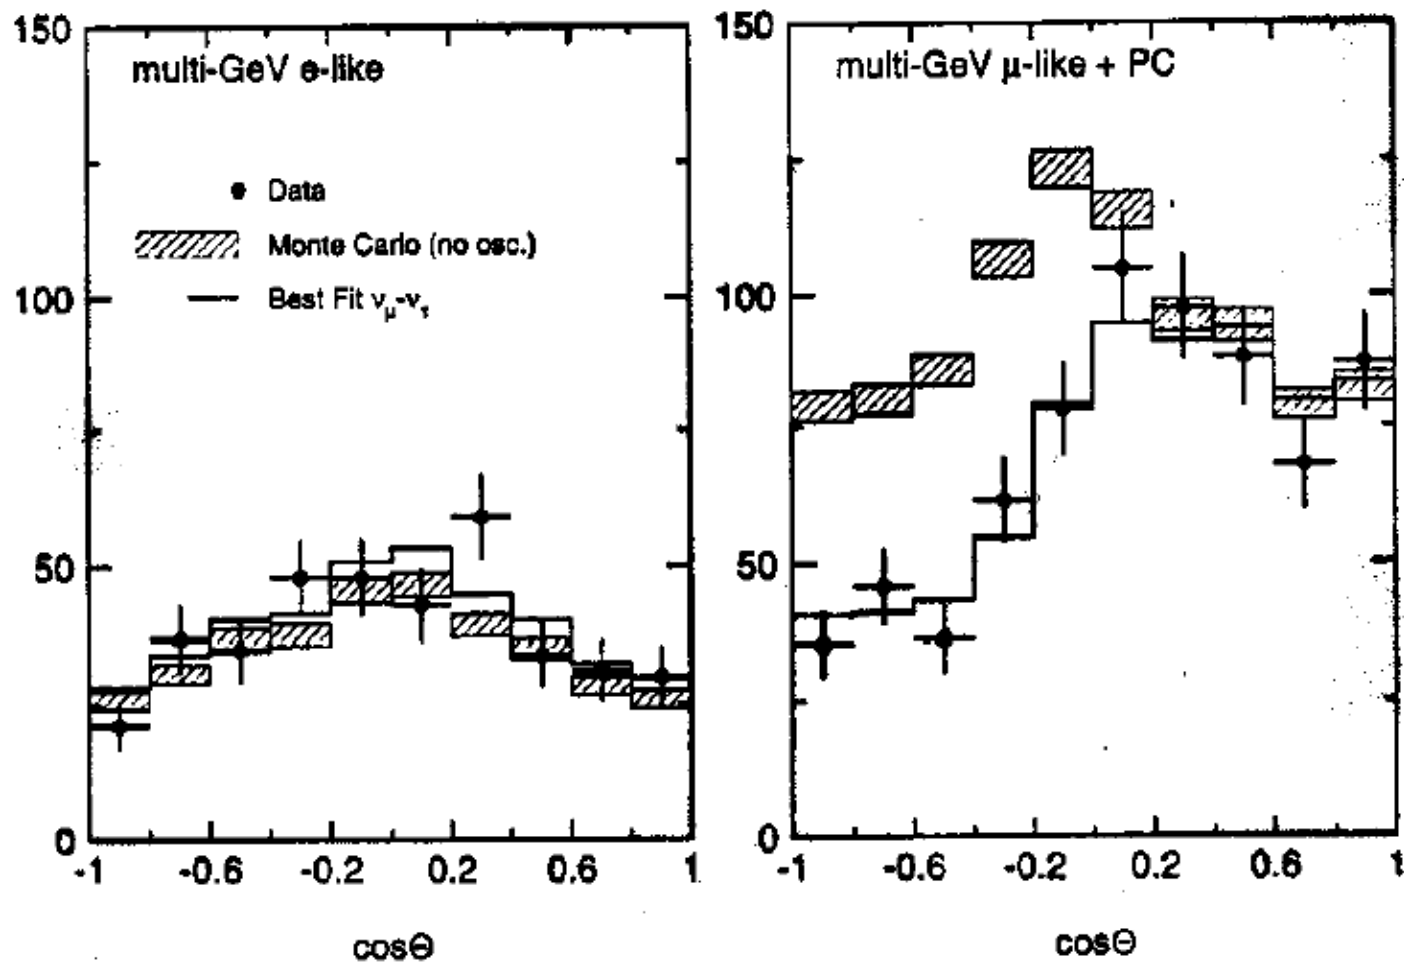 150
multi-GeV e-like
Data
Monte Carlo (no osc.)
Best Fit νμ-ντ
100
50
0
-1 -0.6 -0.2 0.2 0.6 1
cosΘ
150
multi-GeV μ-like + PC
100
50
0
-1 -0.6 -0.2 0.2 0.6 1
cosΘ